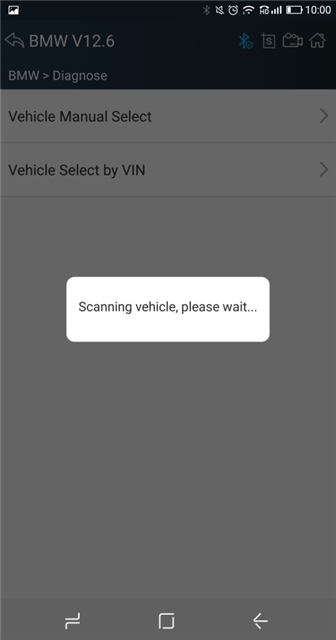 10:00
BMW V12.6
S
BMW > Diagnose
Vehicle Manual Select
Vehicle Select by VIN
Scanning vehicle, please wait...